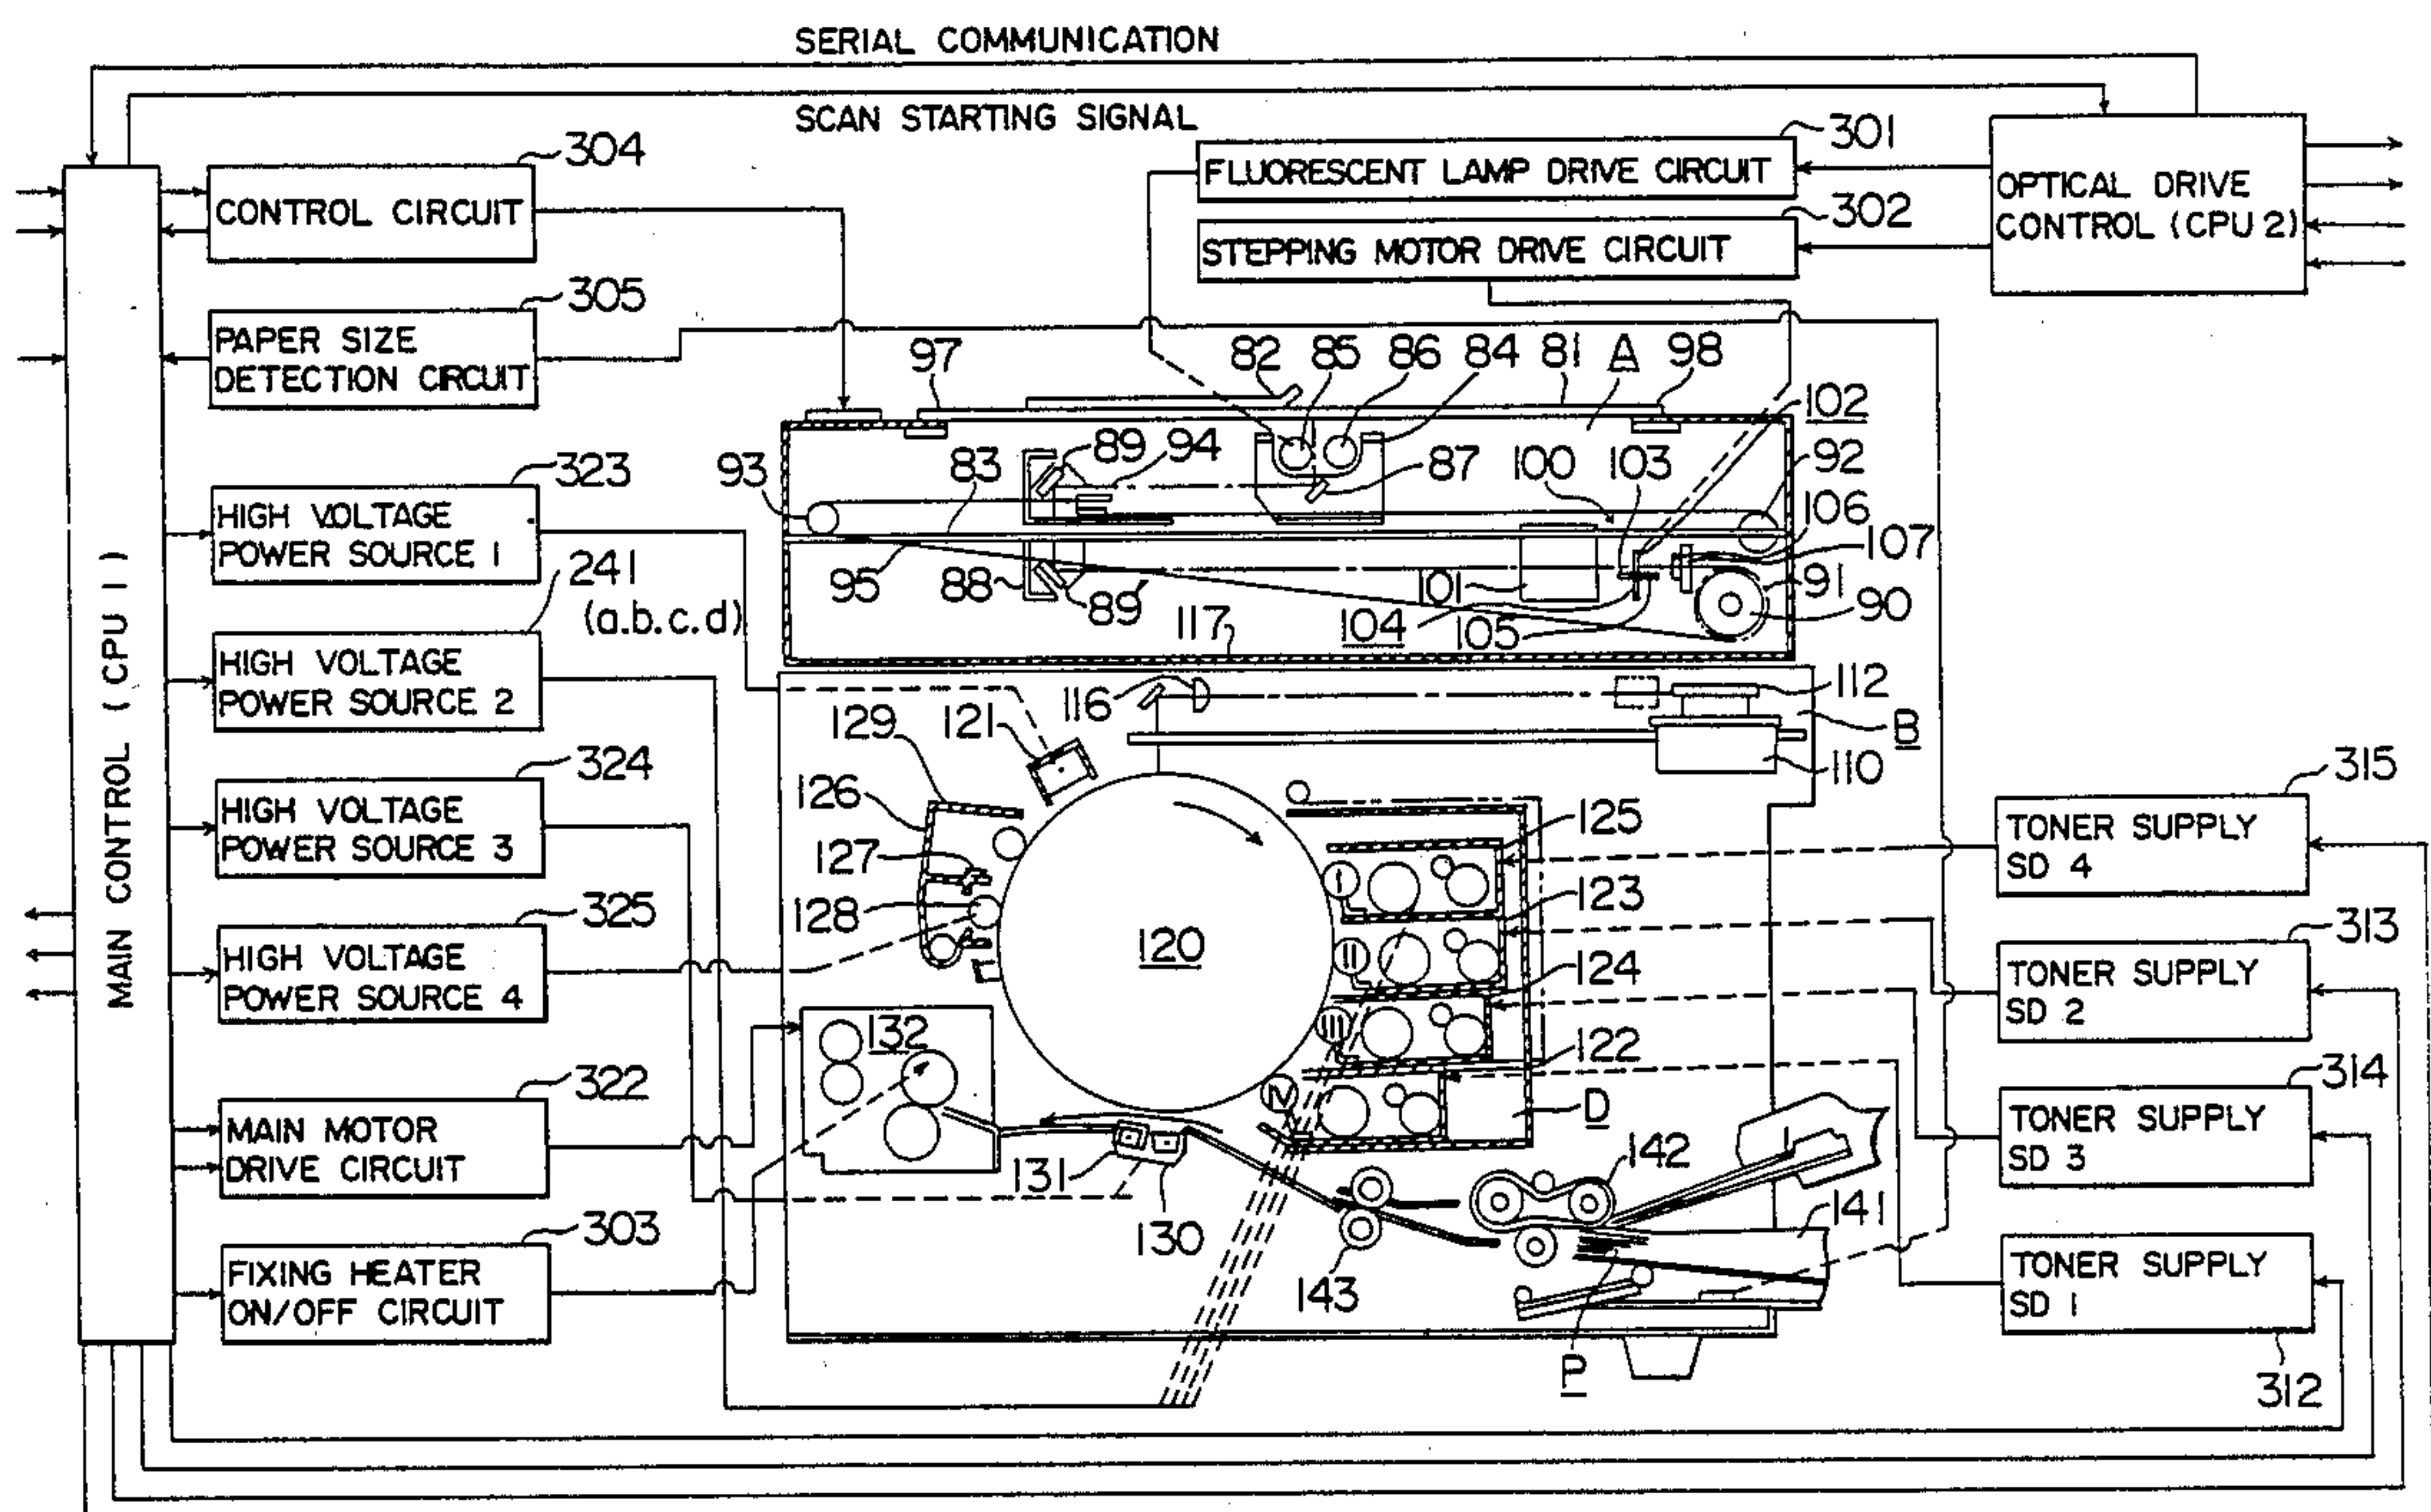 SERIAL COMMUNICATION
SCAN STARTING SIGNAL
304
CONTROL CIRCUIT
301
FLUORESCENT LAMP DRIVE CIRCUIT
302
STEPPING MOTOR DRIVE CIRCUIT
OPTICAL DRIVE
CONTROL (CPU 2)
305
PAPER SIZE
DETECTION CIRCUIT
97 82 85 86 84 81 A 98
102
93 83 89 94 87 100 103 92
106
107
95 88 89' 101 91
90
117 104 105
323
HIGH VOLTAGE
POWER SOURCE 1
241
(a.b.c.d)
HIGH VOLTAGE
POWER SOURCE 2
MAIN CONTROL (CPU 1)
116 112
129 121 B
110
324
HIGH VOLTAGE
POWER SOURCE 3
126 125
127 I
123
128
325
HIGH VOLTAGE
POWER SOURCE 4
120 II
124
III
132 122
IV
D
322
MAIN MOTOR
DRIVE CIRCUIT
131 142
130 141
143
303
FIXING HEATER
ON/OFF CIRCUIT
P
315
TONER SUPPLY
SD 4
313
TONER SUPPLY
SD 2
314
TONER SUPPLY
SD 3
TONER SUPPLY
SD 1
312